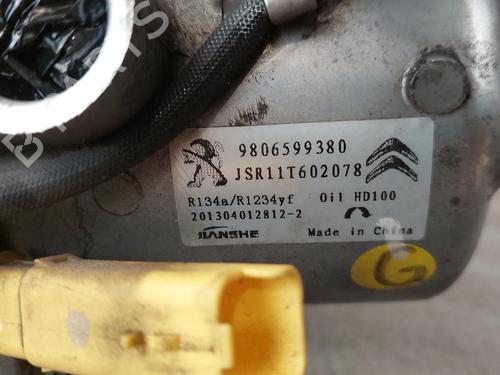 9806599380
JSR11T602078
R134a/R1234yf Oil HD100
201304012812-2
JIANSHE Made in China
G